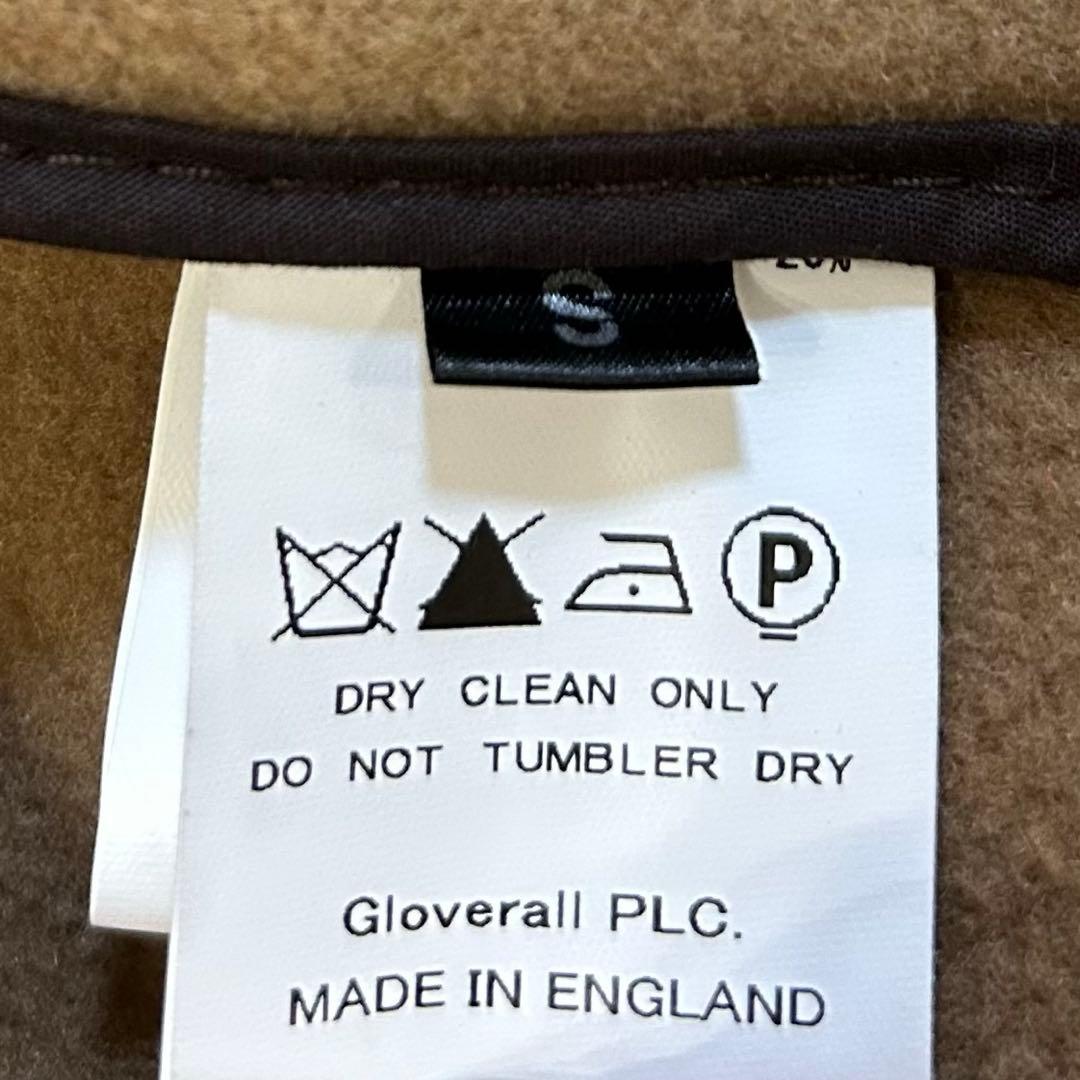 S
P
DRY CLEAN ONLY
DO NOT TUMBLER DRY
Gloverall PLC.
MADE IN ENGLAND